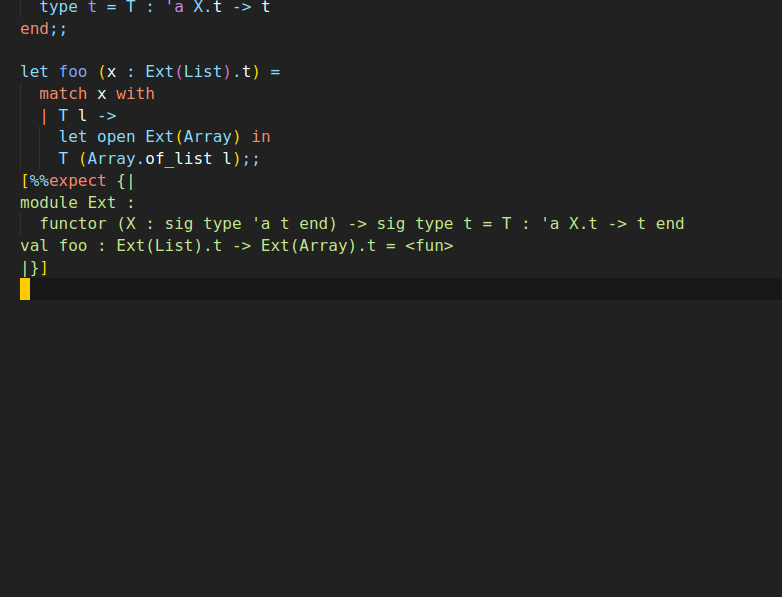 type t = T : 'a X.t -> t
end;;
let foo (x : Ext(List).t) =
match x with
| T l ->
let open Ext(Array) in
T (Array.of_list l);;
[%%expect {|
module Ext :
functor (X : sig type 'a t end) -> sig type t = T : 'a X.t -> t end
val foo : Ext(List).t -> Ext(Array).t = <fun>
|}]